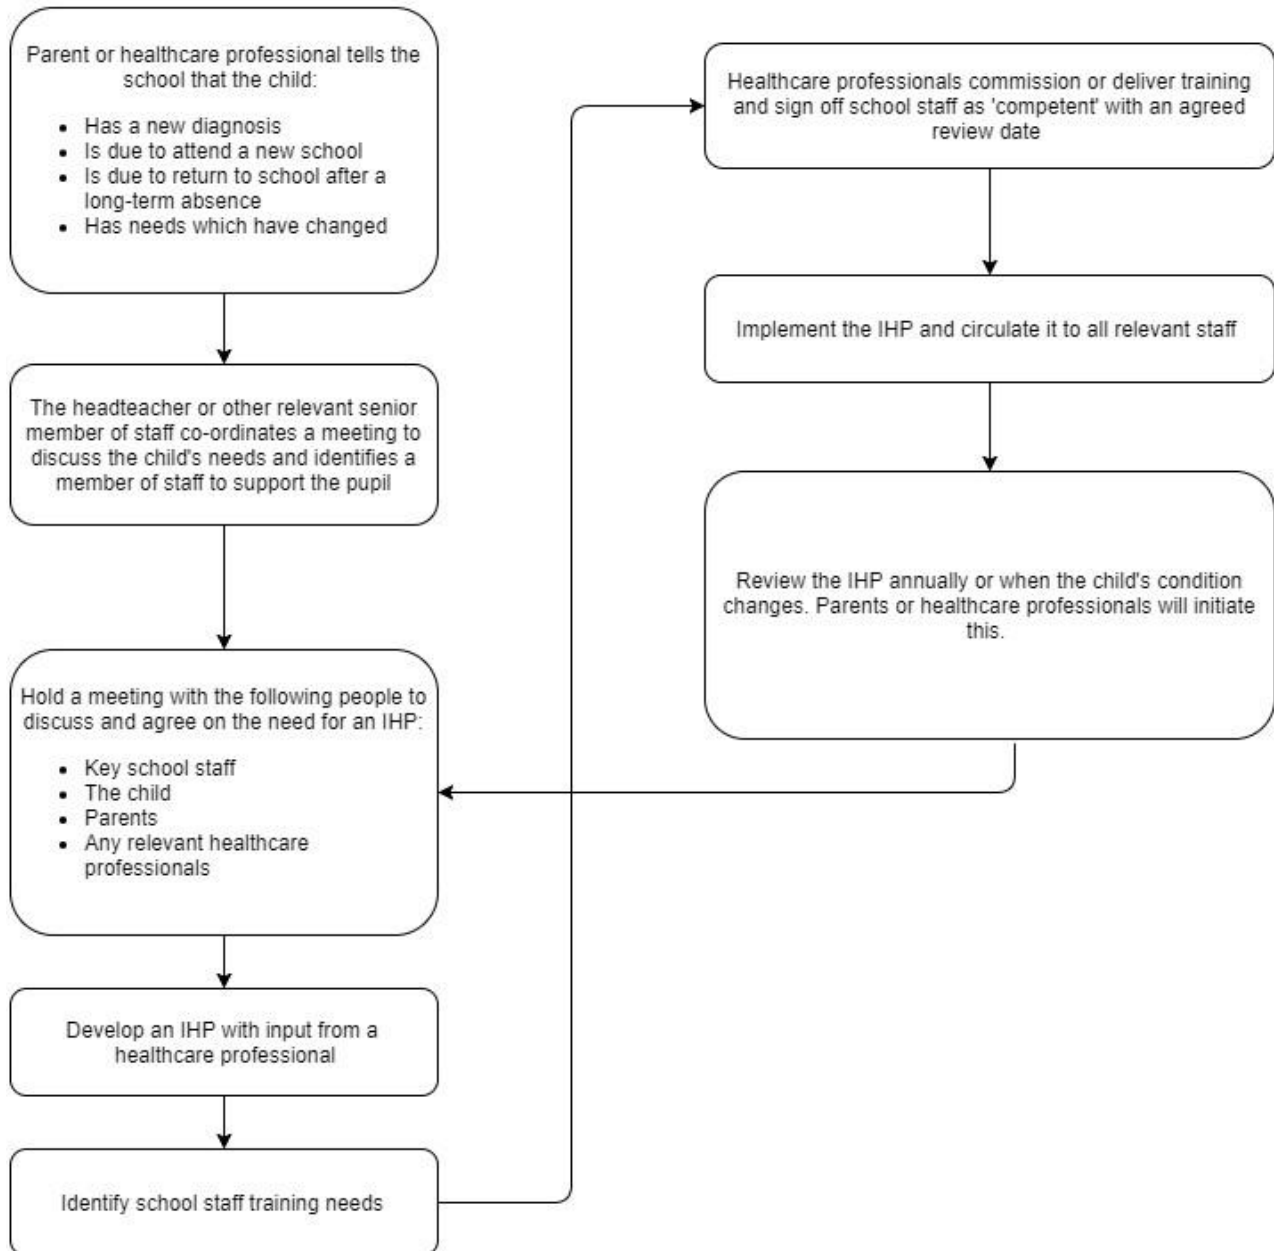 Parent or healthcare professional tells the
school that the child:
• Has a new diagnosis
• Is due to attend a new school
• Is due to return to school after a
long-term absence
• Has needs which have changed
The headteacher or other relevant senior
member of staff co-ordinates a meeting to
discuss the child's needs and identifies a
member of staff to support the pupil
Hold a meeting with the following people to
discuss and agree on the need for an IHP:
• Key school staff
• The child
• Parents
• Any relevant healthcare
professionals
Develop an IHP with input from a
healthcare professional
Identify school staff training needs
Healthcare professionals commission or deliver training
and sign off school staff as 'competent' with an agreed
review date
Implement the IHP and circulate it to all relevant staff
Review the IHP annually or when the child's condition
changes. Parents or healthcare professionals will initiate
this.